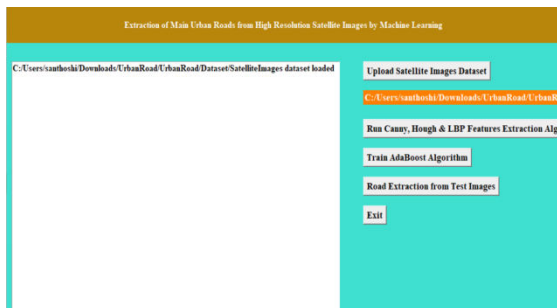 Extraction of Main Urban Roads from High Resolution Satellite Images by Machine Learning
C:/Users/santhoshi/Downloads/UrbanRoad/UrbanRoad/Dataset/SatelliteImages dataset loaded
Upload Satellite Images Dataset
C:/Users/santhoshi/Downloads/UrbanRoad/UrbanR
Run Canny, Hough & LBP Features Extraction Alg
Train AdaBoost Algorithm
Road Extraction from Test Images
Exit